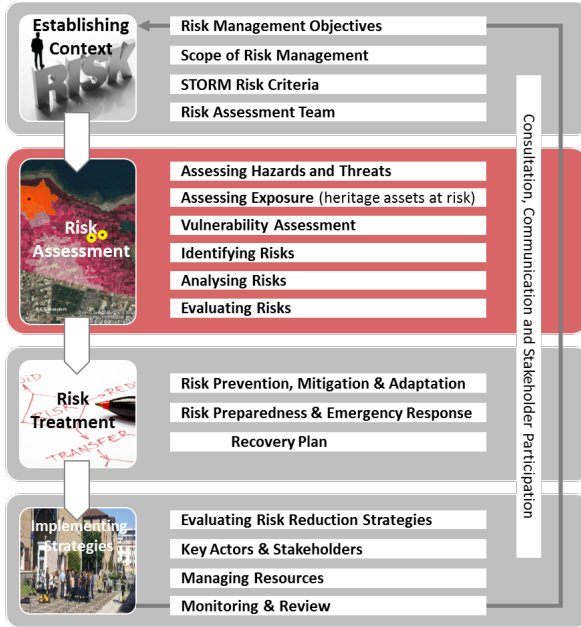 Establishing
Context
RISK
Risk Management Objectives
Scope of Risk Management
STORM Risk Criteria
Risk Assessment Team
Risk
Assessment
Assessing Hazards and Threats
Assessing Exposure (heritage assets at risk)
Vulnerability Assessment
Identifying Risks
Analysing Risks
Evaluating Risks
Risk
Treatment
RISK
TRANSFER
Risk Prevention, Mitigation & Adaptation
Risk Preparedness & Emergency Response
Recovery Plan
Implementing
Strategies
Evaluating Risk Reduction Strategies
Key Actors & Stakeholders
Managing Resources
Monitoring & Review
Consultation, Communication and Stakeholder Participation